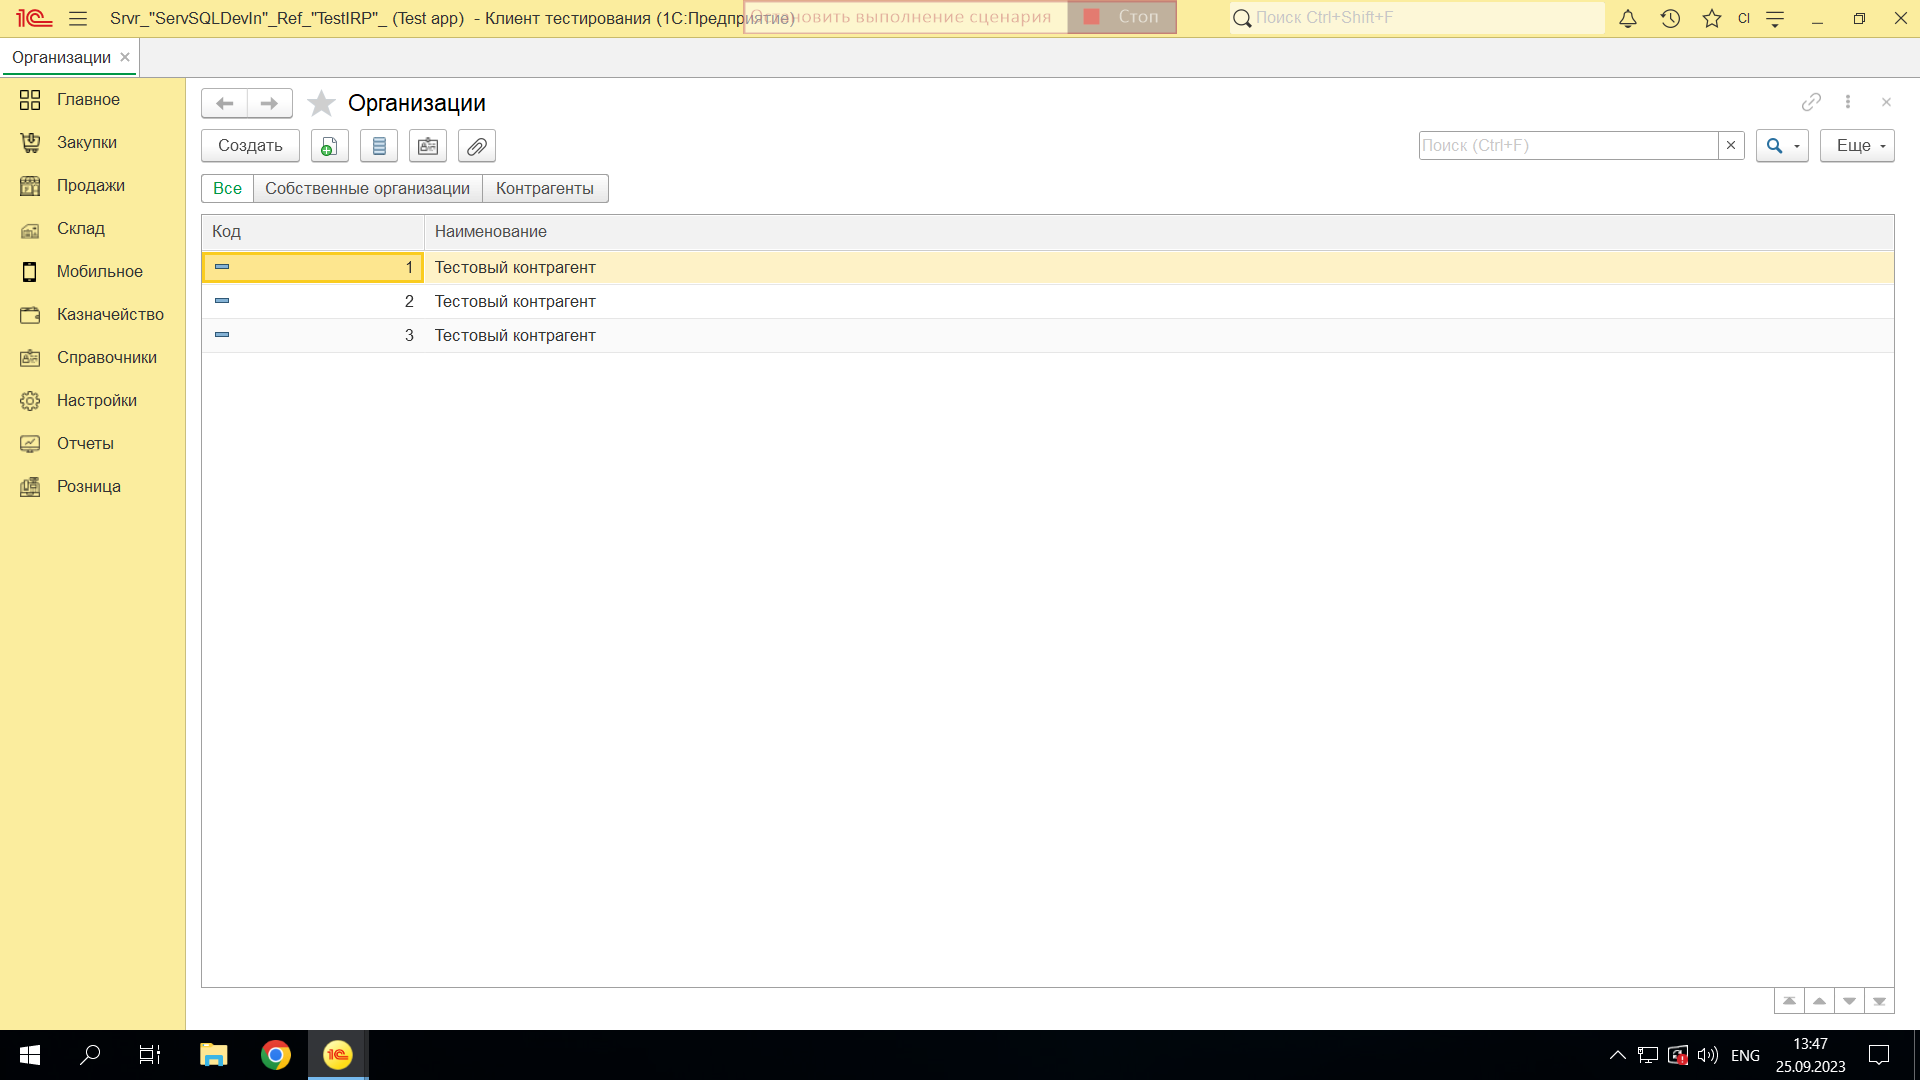 Srvr_"ServSQLDevIn"_Ref_"TestIRP"_ (Test app) - Клиент тестирования (1С:Предприятие)
Остановить выполнение сценария
Стоп
Поиск Ctrl+Shift+F
CI
Организации
Главное
Закупки
Продажи
Склад
Мобильное
Казначейство
Справочники
Настройки
Отчеты
Розница
Организации
Создать
Поиск (Ctrl+F)
Еще
Все Собственные организации Контрагенты
Код Наименование
1 Тестовый контрагент
2 Тестовый контрагент
3 Тестовый контрагент
ENG
13:47
25.09.2023